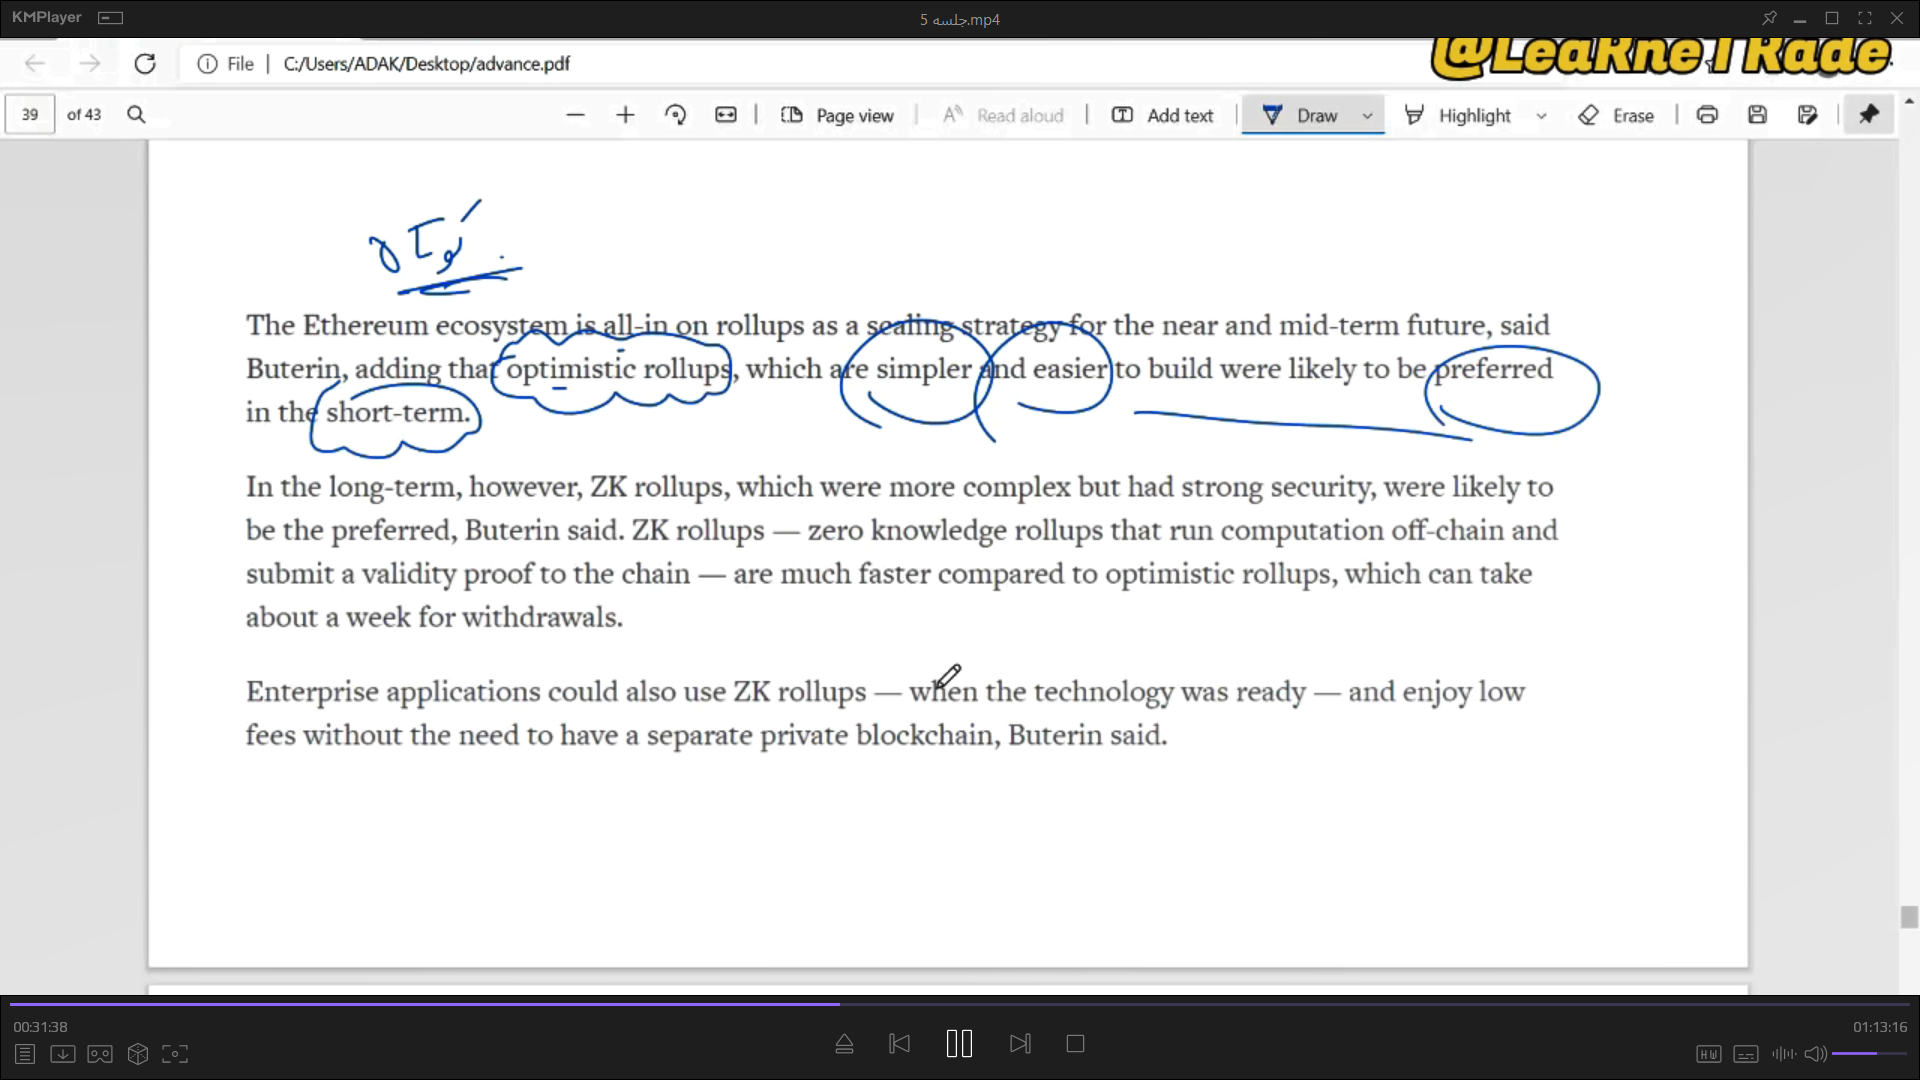 KMPlayer
جلسه 5.mp4
@LeaRneTRade
File | C:/Users/ADAK/Desktop/advance.pdf
39 of 43
Page view
Read aloud
Add text
Draw
Highlight
Erase
The Ethereum ecosystem is all-in on rollups as a scaling strategy for the near and mid-term future, said
Buterin, adding that optimistic rollups, which are simpler and easier to build were likely to be preferred
in the short-term.
In the long-term, however, ZK rollups, which were more complex but had strong security, were likely to
be the preferred, Buterin said. ZK rollups — zero knowledge rollups that run computation off-chain and
submit a validity proof to the chain — are much faster compared to optimistic rollups, which can take
about a week for withdrawals.
Enterprise applications could also use ZK rollups — when the technology was ready — and enjoy low
fees without the need to have a separate private blockchain, Buterin said.
00:31:38
01:13:16
HW